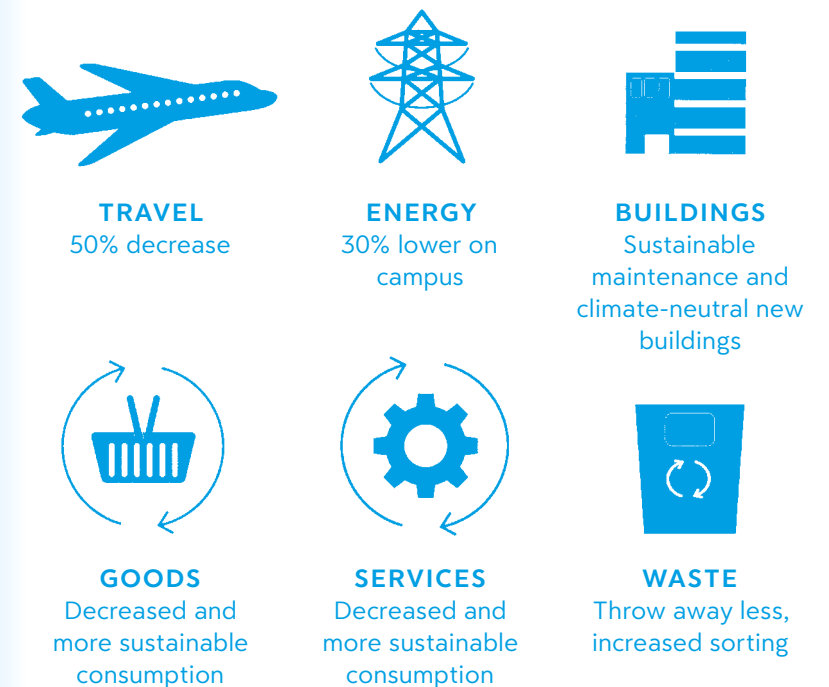 TRAVEL
50% decrease
ENERGY
30% lower on
campus
BUILDINGS
Sustainable
maintenance and
climate-neutral new
buildings
GOODS
Decreased and
more sustainable
consumption
SERVICES
Decreased and
more sustainable
consumption
WASTE
Throw away less,
increased sorting